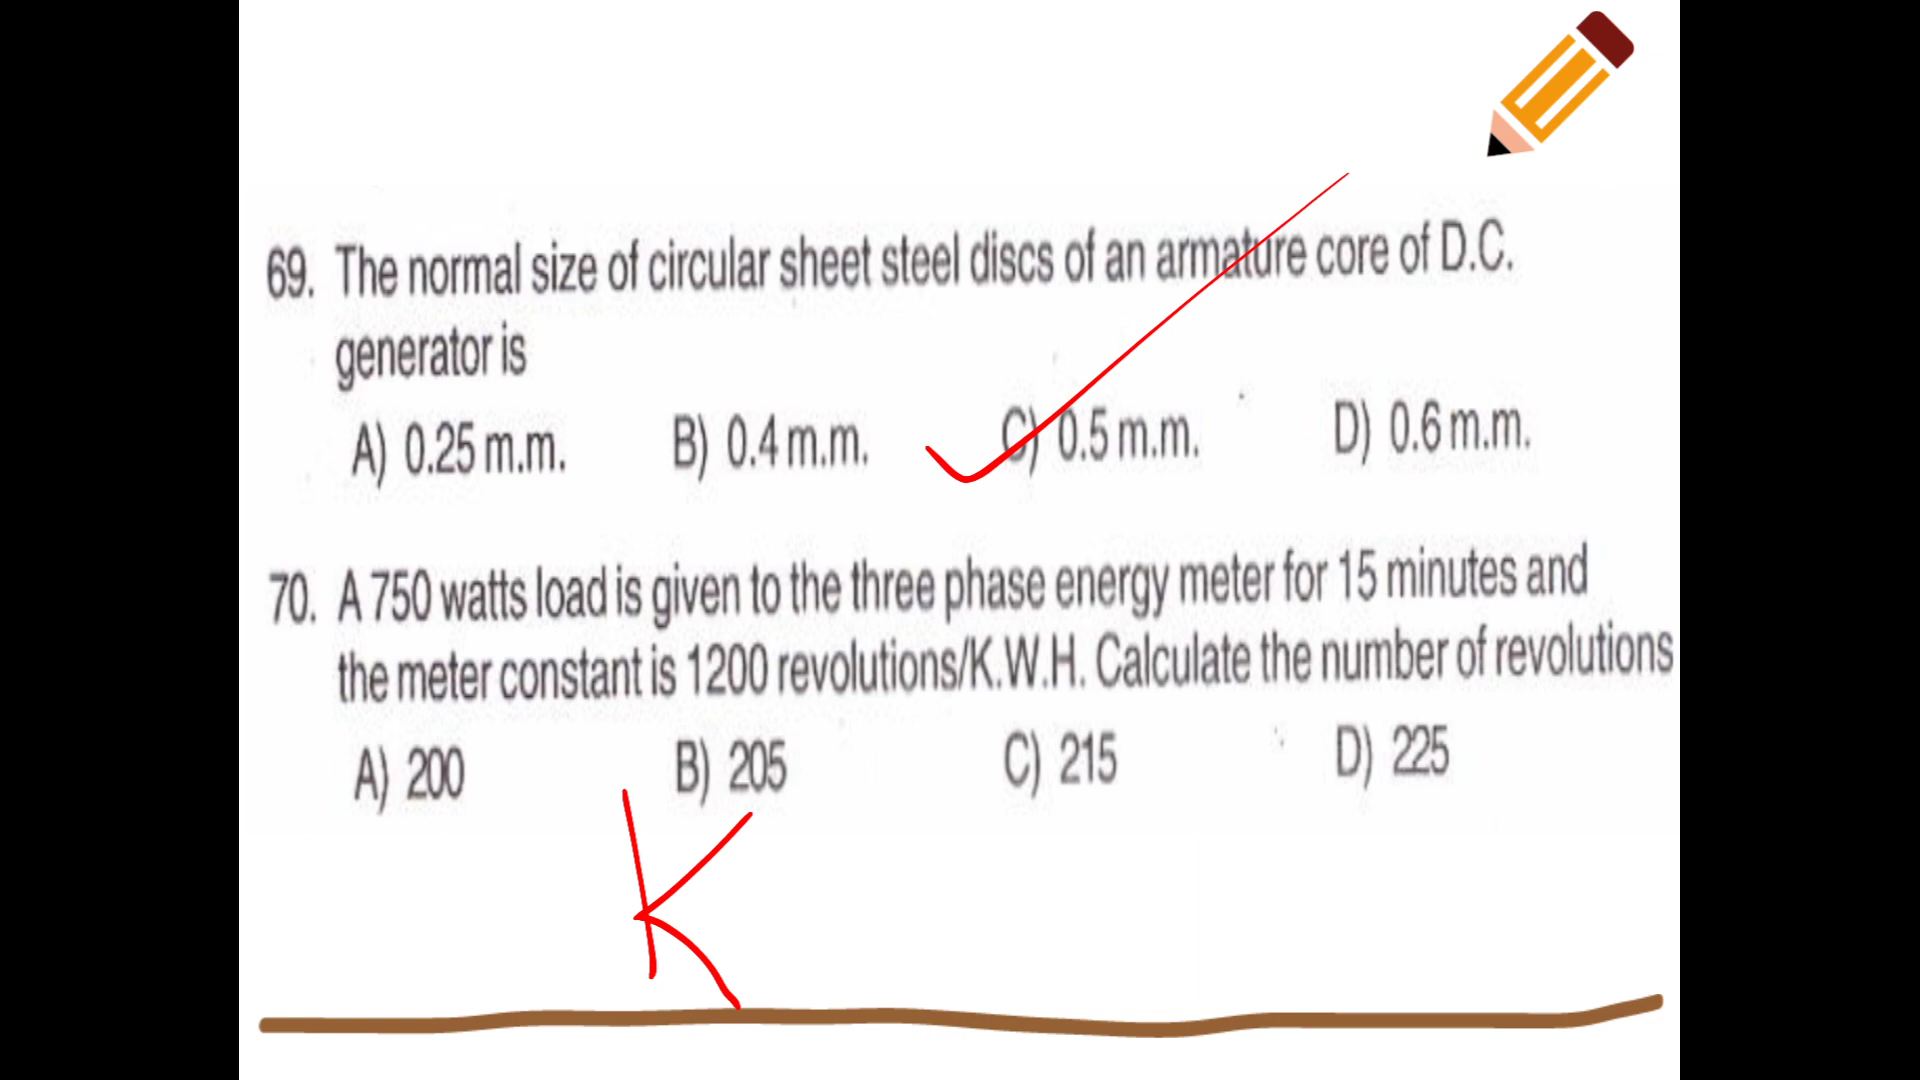 69. The normal size of circular sheet steel discs of an armature core of D.C.
generator is
A) 0.25 m.m. B) 0.4 m.m. C) 0.5 m.m. D) 0.6 m.m.
70. A 750 watts load is given to the three phase energy meter for 15 minutes and
the meter constant is 1200 revolutions/K.W.H. Calculate the number of revolutions
A) 200 B) 205 C) 215 D) 225
K